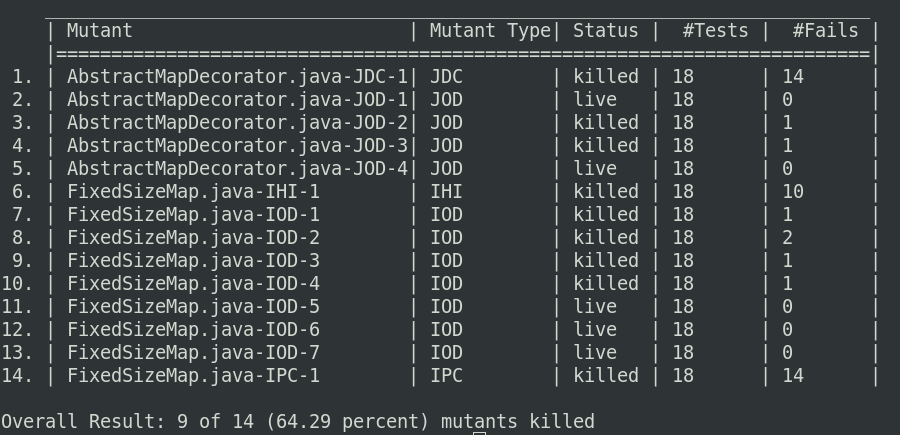 | Mutant | Mutant Type| Status | #Tests | #Fails |
|==========================================================================|
1. | AbstractMapDecorator.java-JDC-1| JDC | killed | 18 | 14 |
2. | AbstractMapDecorator.java-JOD-1| JOD | live | 18 | 0 |
3. | AbstractMapDecorator.java-JOD-2| JOD | killed | 18 | 1 |
4. | AbstractMapDecorator.java-JOD-3| JOD | killed | 18 | 1 |
5. | AbstractMapDecorator.java-JOD-4| JOD | live | 18 | 0 |
6. | FixedSizeMap.java-IHI-1 | IHI | killed | 18 | 10 |
7. | FixedSizeMap.java-IOD-1 | IOD | killed | 18 | 1 |
8. | FixedSizeMap.java-IOD-2 | IOD | killed | 18 | 2 |
9. | FixedSizeMap.java-IOD-3 | IOD | killed | 18 | 1 |
10. | FixedSizeMap.java-IOD-4 | IOD | killed | 18 | 1 |
11. | FixedSizeMap.java-IOD-5 | IOD | live | 18 | 0 |
12. | FixedSizeMap.java-IOD-6 | IOD | live | 18 | 0 |
13. | FixedSizeMap.java-IOD-7 | IOD | live | 18 | 0 |
14. | FixedSizeMap.java-IPC-1 | IPC | killed | 18 | 14 |
Overall Result: 9 of 14 (64.29 percent) mutants killed